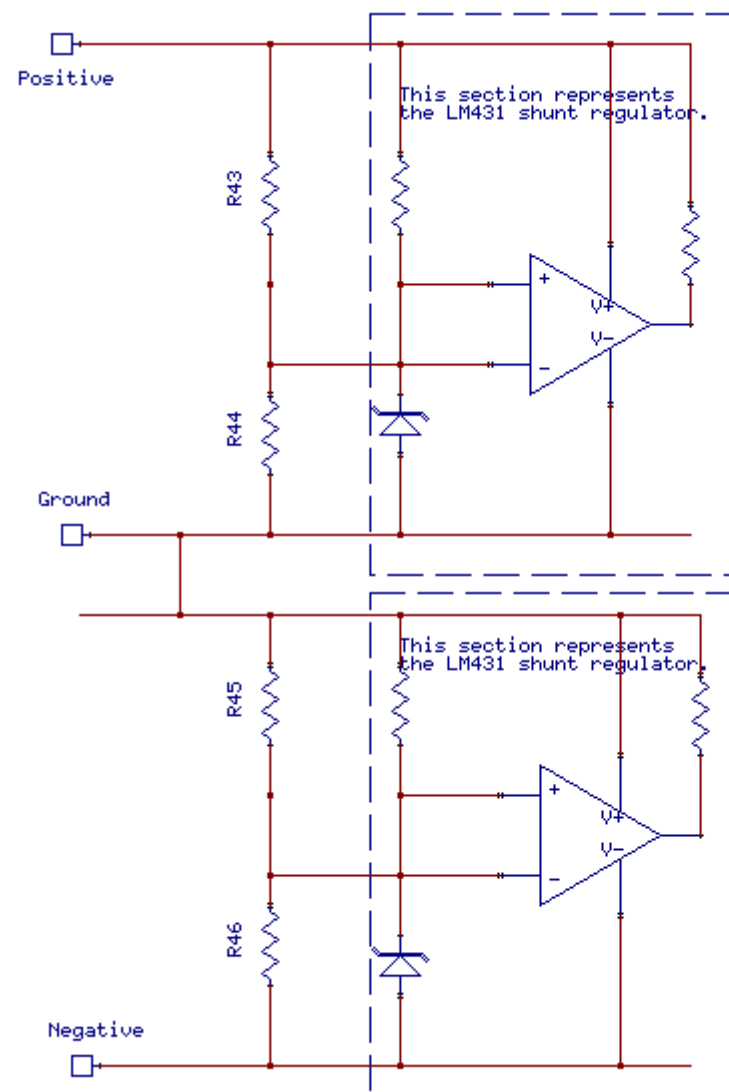 Positive
This section represents
the LM431 shunt regulator.
R43
+
V+
V-
-
R44
Ground
This section represents
the LM431 shunt regulator.
R45
+
V+
V-
-
R46
Negative